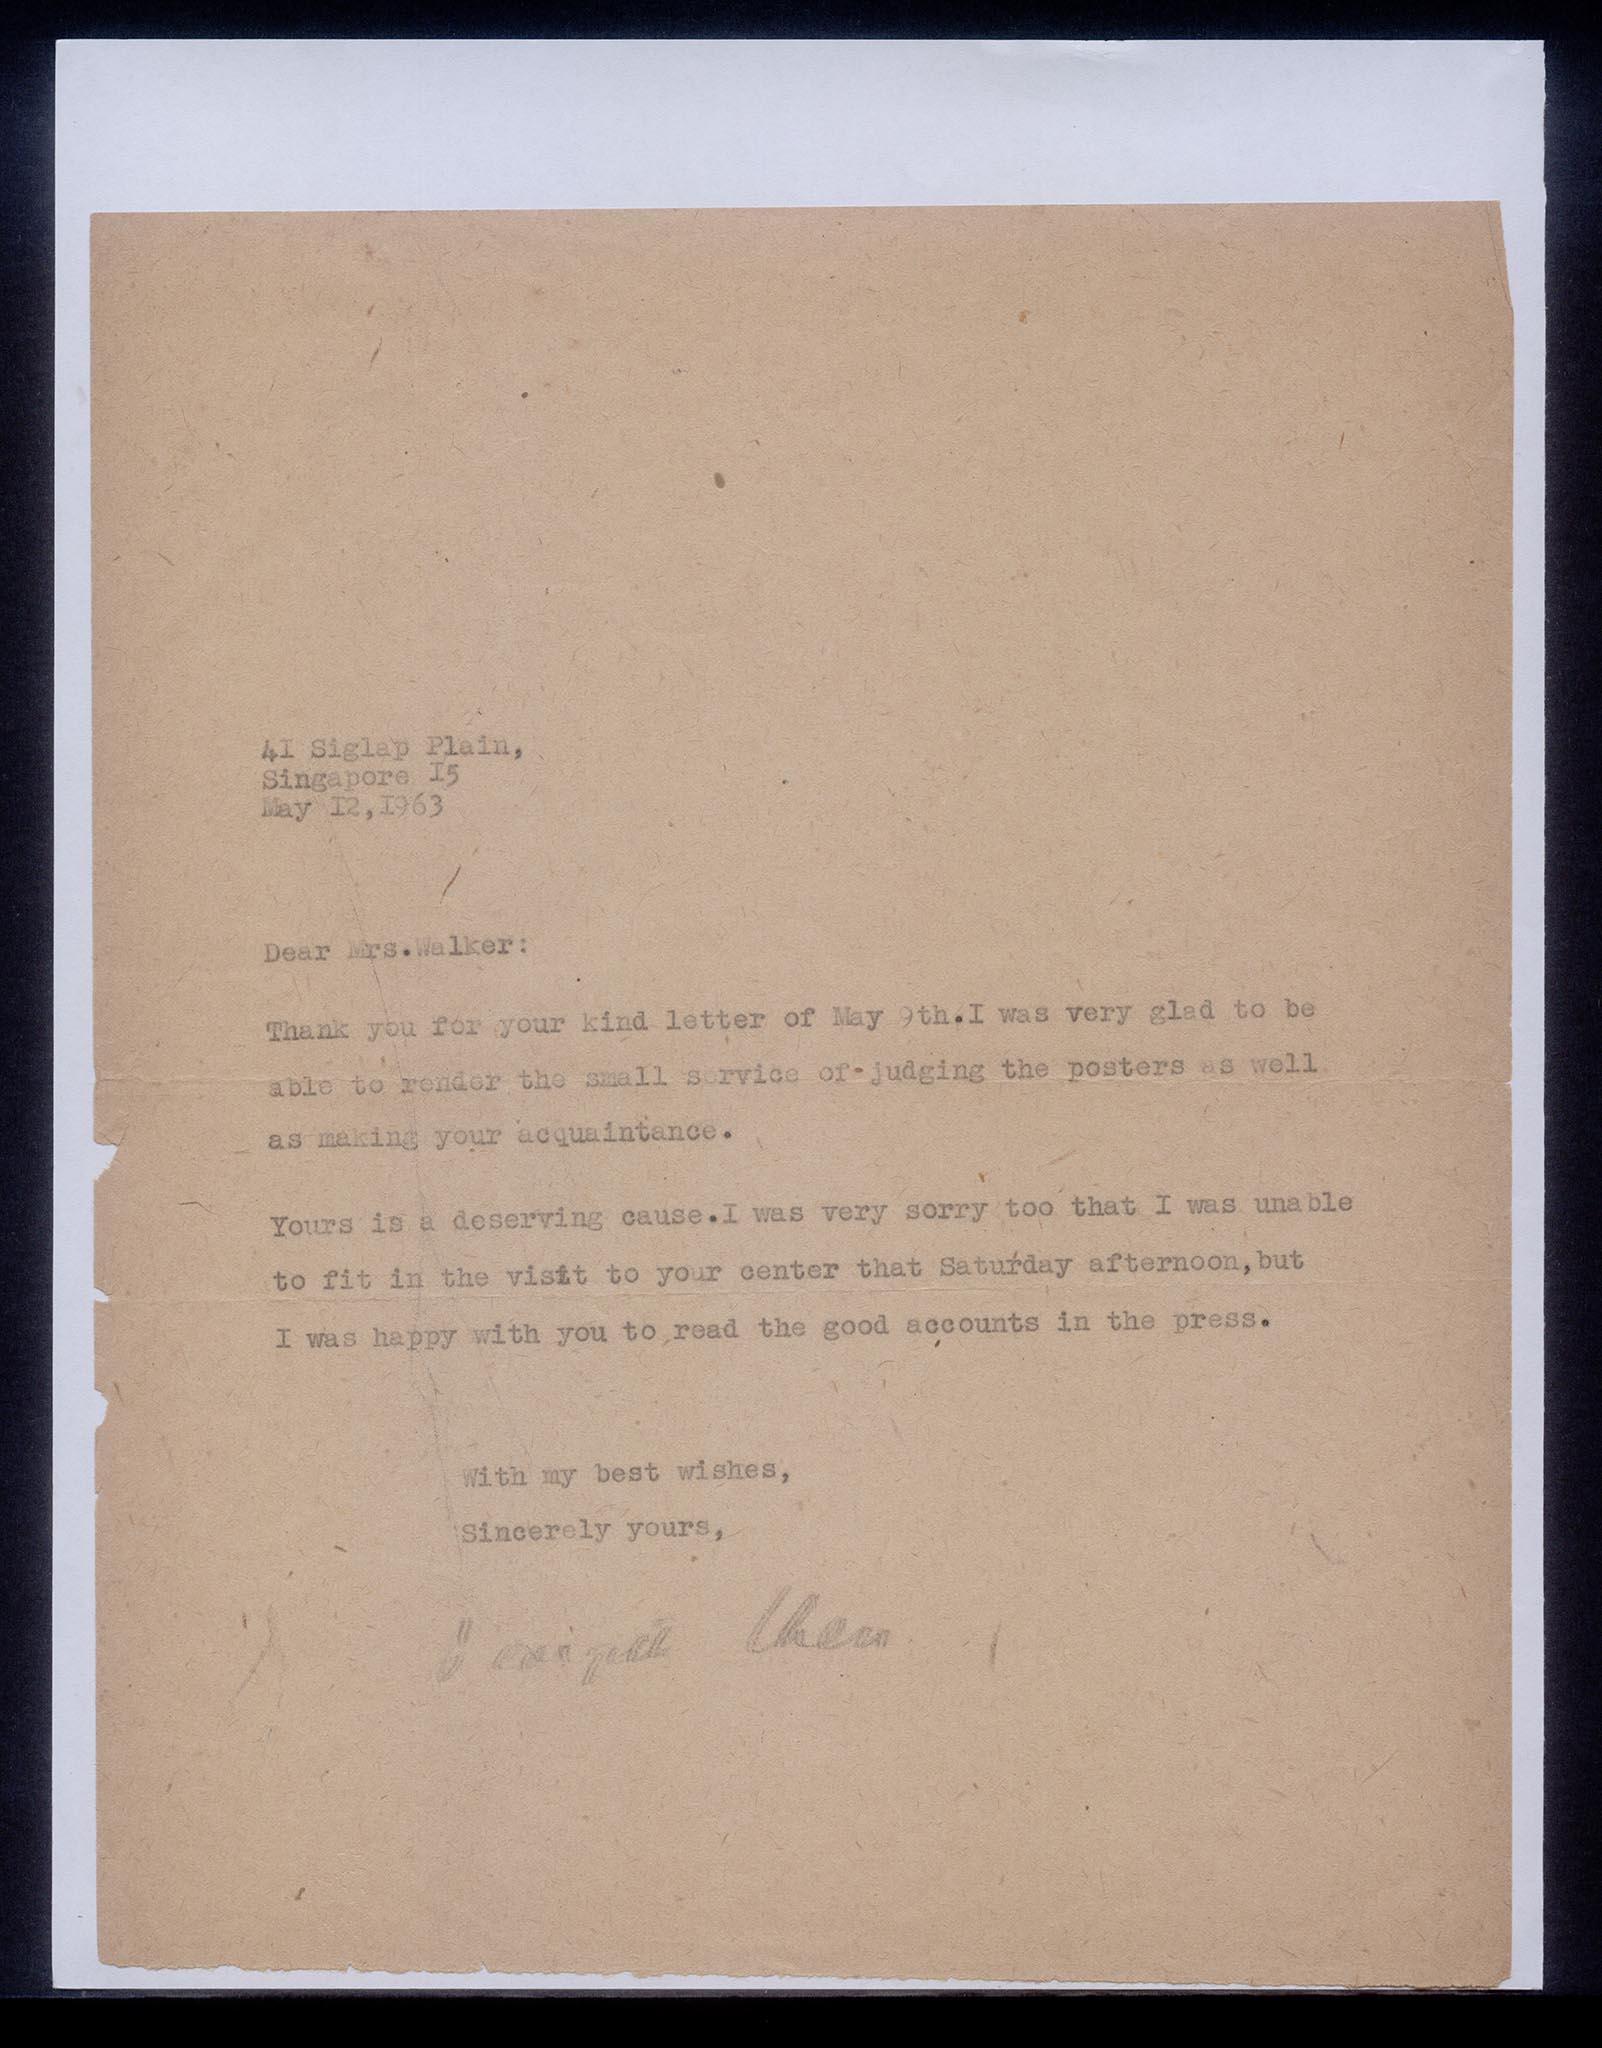 41 Siglap Plain,
Singapore I5
May I2,I963
Dear Mrs.Walker:
Thank you for your kind letter of May 9th.I was very glad to be
able to render the small service of-judging the posters as well
as making your acquaintance.
Yours is a deserving cause.I was very sorry too that I was unable
to fit in the visit to your center that Saturday afternoon,but
I was happy with you to read the good accounts in the press.
With my best wishes,
Sincerely yours,
Chen